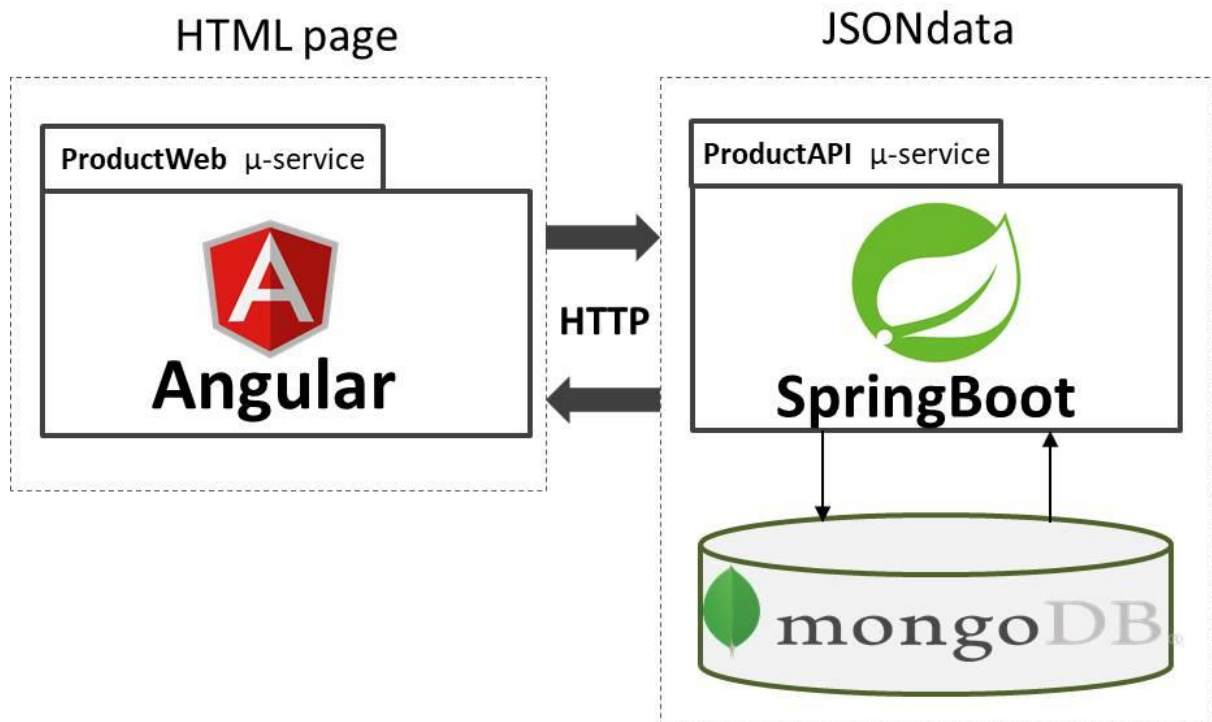 HTML page
JSONdata
ProductWeb µ-service
ProductAPI µ-service
A
Angular
HTTP
SpringBoot
mongoDB®